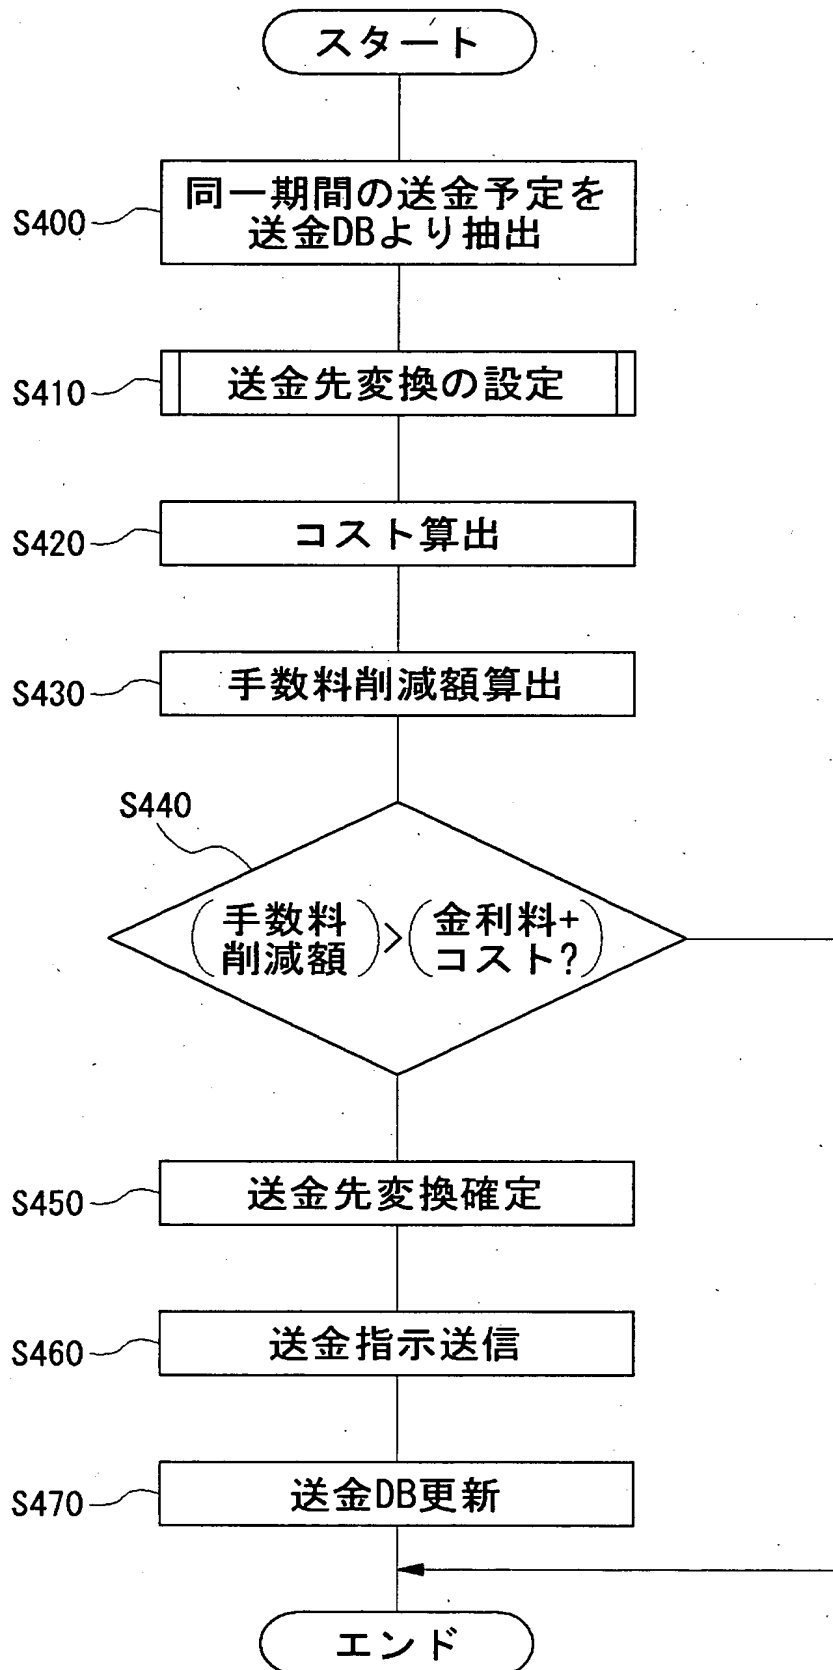 スタート
S400
同一期間の送金予定を
送金DBより抽出
S410
送金先変換の設定
S420
コスト算出
S430
手数料削減額算出
S440
(手数料
削減額)>(金利料+
コスト?)
S450
送金先変換確定
S460
送金指示送信
S470
送金DB更新
エンド